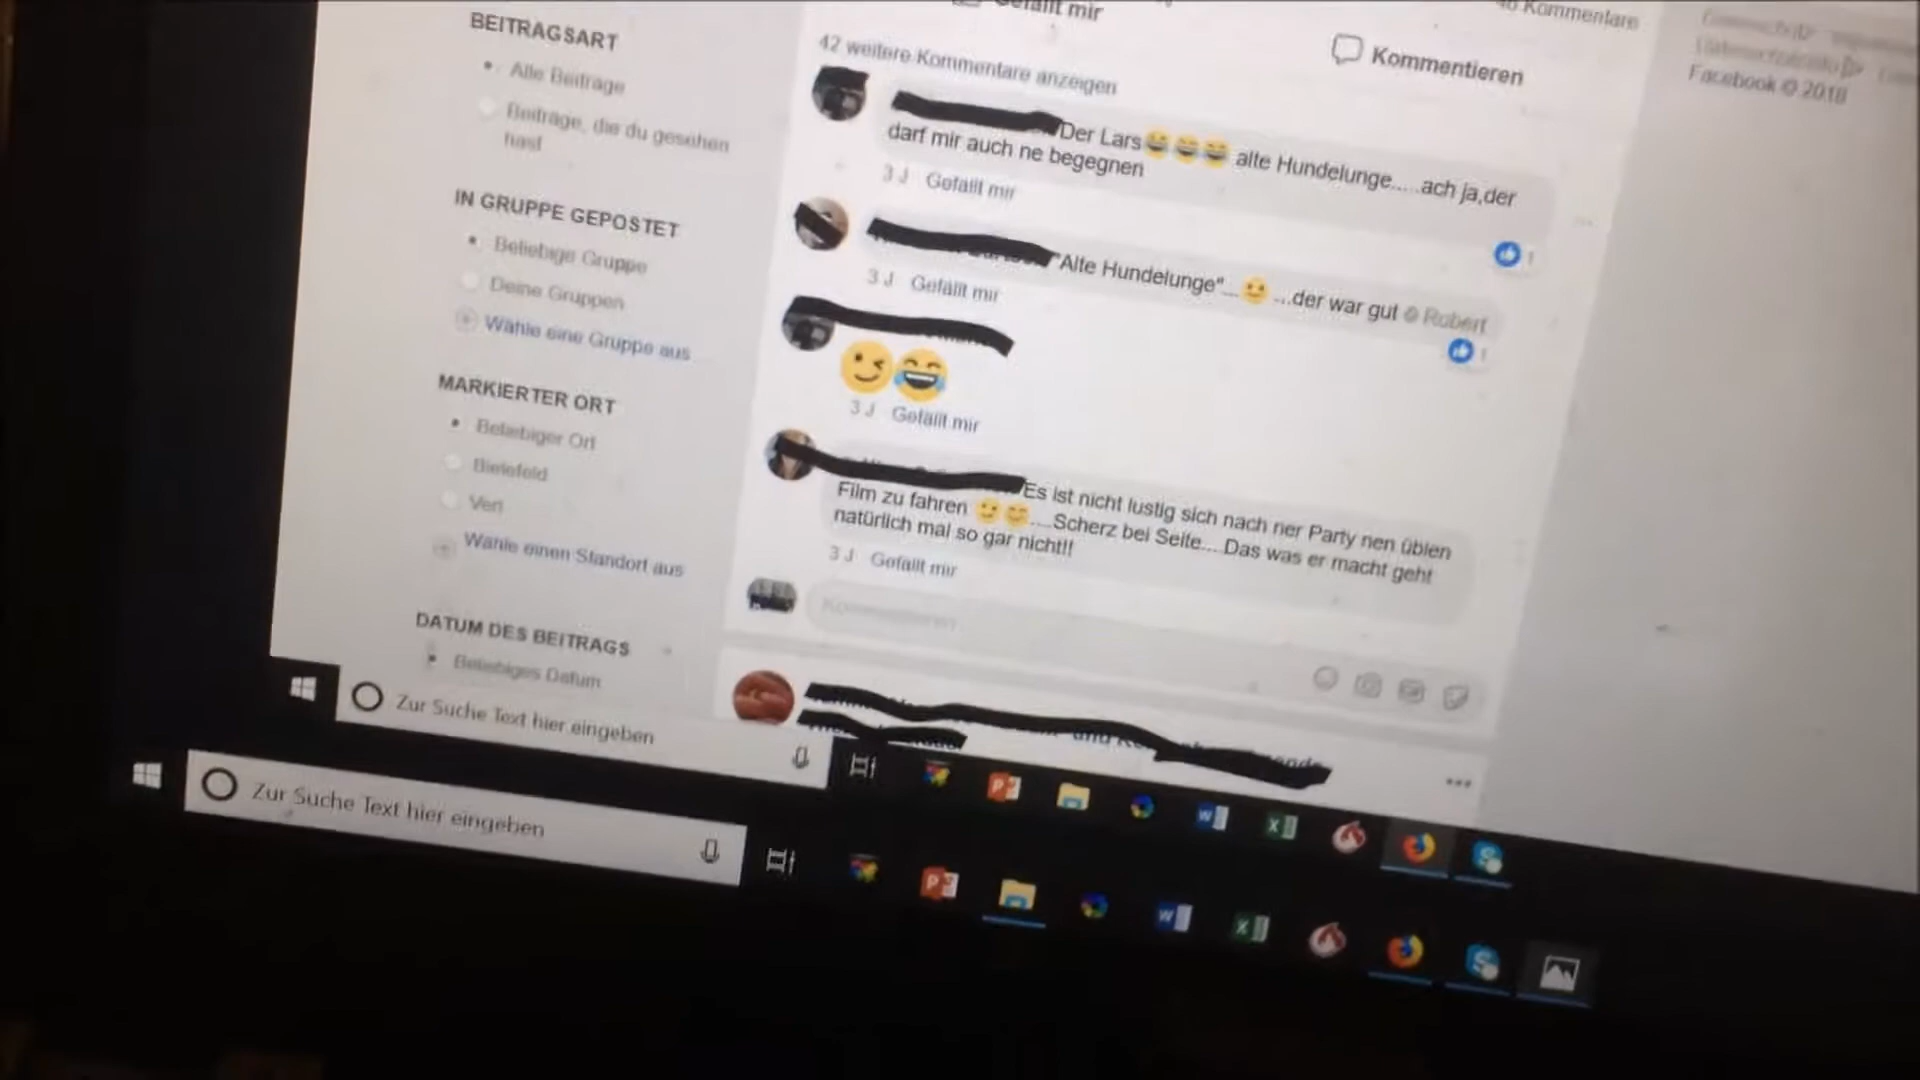 BEITRAGSART
Alle Beiträge
Beiträge, die du gesehen
hast
IN GRUPPE GEPOSTET
Beliebige Gruppe
Deine Gruppen
Wähle eine Gruppe aus
MARKIERTER ORT
Beliebiger Ort
Bielefeld
Verl
Wähle einen Standort aus
DATUM DES BEITRAGS
Beliebiges Datum
Gefällt mir
Kommentare
Kommentieren
42 weitere Kommentare anzeigen
Der Lars😂😂😂 alte Hundelunge.....ach ja,der
darf mir auch ne begegnen
3 J Gefällt mir
1
"Alte Hundelunge"...🙂 ...der war gut @ Robert
3 J Gefällt mir
1
😉😂
3 J Gefällt mir
Es ist nicht lustig sich nach ner Party nen üblen
Film zu fahren 😉😊....Scherz bei Seite....Das was er macht geht
natürlich mal so gar nicht!!
3 J Gefällt mir
Kommentieren
und
Facebook © 2018
Zur Suche Text hier eingeben
Zur Suche Text hier eingeben